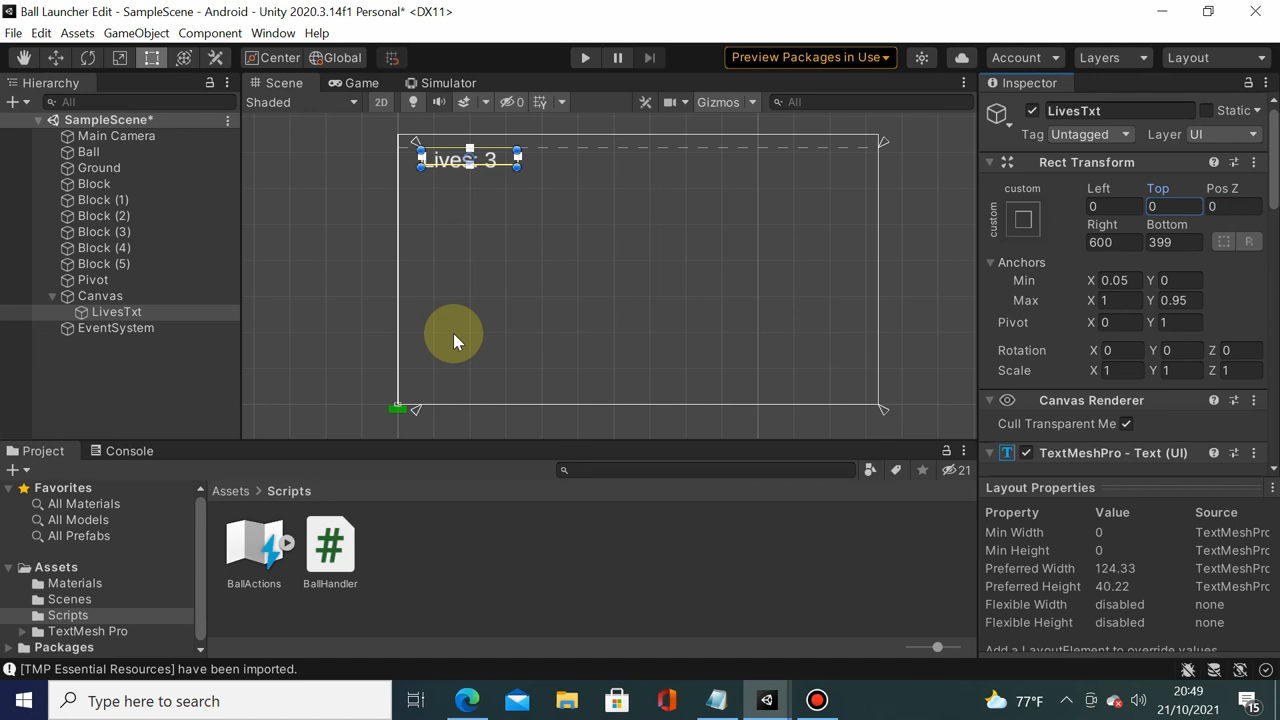 Ball Launcher Edit - SampleScene - Android - Unity 2020.3.14f1 Personal* <DX11>
File Edit Assets GameObject Component Window Help
Center Global Preview Packages in Use Account Layers Layout
Hierarchy
All
SampleScene*
Main Camera
Ball
Ground
Block
Block (1)
Block (2)
Block (3)
Block (4)
Block (5)
Pivot
Canvas
LivesTxt
EventSystem
Scene Game Simulator
Shaded 2D 0 Gizmos All
Lives: 3
Inspector
LivesTxt Static
Tag Untagged Layer UI
Rect Transform
custom Left Top Pos Z
custom 0 0 0
Right Bottom
600 399 R
Anchors
Min X 0.05 Y 0
Max X 1 Y 0.95
Pivot X 0 Y 1
Rotation X 0 Y 0 Z 0
Scale X 1 Y 1 Z 1
Canvas Renderer
Cull Transparent Me
TextMeshPro - Text (UI)
Layout Properties
Property Value Source
Min Width 0 TextMeshPro
Min Height 0 TextMeshPro
Preferred Width 124.33 TextMeshPro
Preferred Height 40.22 TextMeshPro
Flexible Width disabled none
Flexible Height disabled none
Add a LayoutElement to override values
Project Console
21
Favorites
All Materials
All Models
All Prefabs
Assets
Materials
Scenes
Scripts
TextMesh Pro
Packages
Assets > Scripts
BallActions BallHandler
[TMP Essential Resources] have been imported.
Type here to search
77°F
20:49
21/10/2021
15